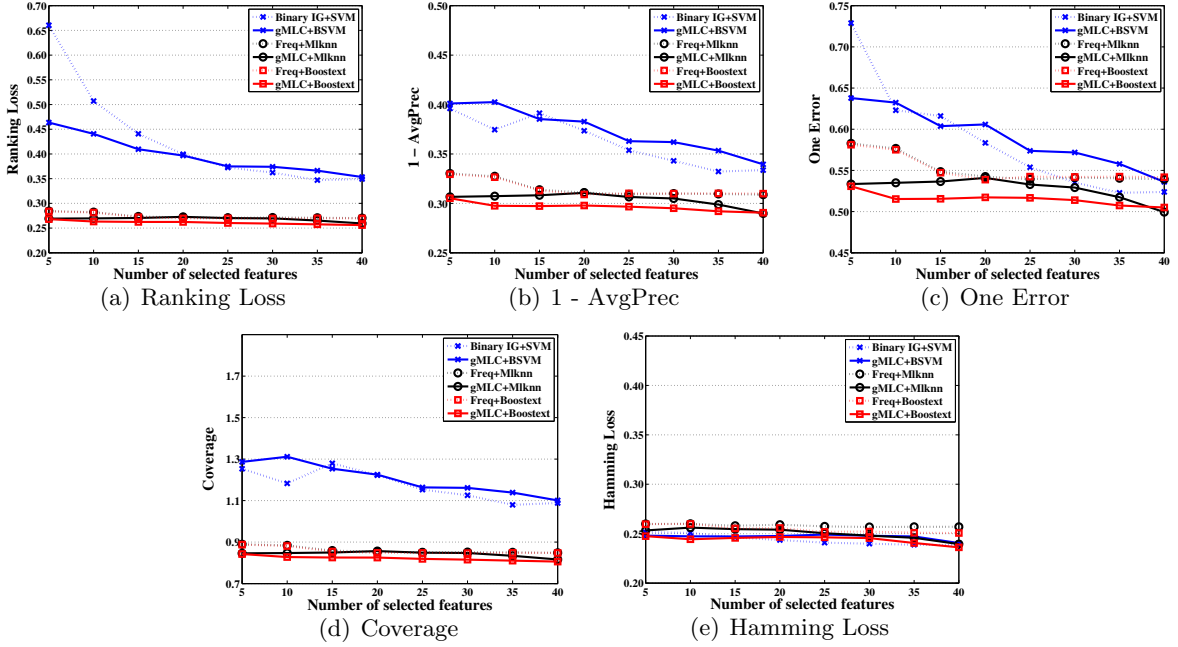 0.70
0.65
0.60
0.55
0.50
0.45
0.40
0.35
0.30
0.25
0.20
Ranking Loss
5 10 15 20 25 30 35 40
Number of selected features
Binary IG+SVM
gMLC+BSVM
Freq+Mlknn
gMLC+Mlknn
Freq+Boostext
gMLC+Boostext
(a) Ranking Loss
0.50
0.45
0.40
0.35
0.30
0.25
1 − AvgPrec
5 10 15 20 25 30 35 40
Number of selected features
Binary IG+SVM
gMLC+BSVM
Freq+Mlknn
gMLC+Mlknn
Freq+Boostext
gMLC+Boostext
(b) 1 - AvgPrec
0.75
0.70
0.65
0.60
0.55
0.50
0.45
One Error
5 10 15 20 25 30 35 40
Number of selected features
Binary IG+SVM
gMLC+BSVM
Freq+Mlknn
gMLC+Mlknn
Freq+Boostext
gMLC+Boostext
(c) One Error
1.7
1.5
1.3
1.1
0.9
0.7
Coverage
5 10 15 20 25 30 35 40
Number of selected features
Binary IG+SVM
gMLC+BSVM
Freq+Mlknn
gMLC+Mlknn
Freq+Boostext
gMLC+Boostext
(d) Coverage
0.45
0.40
0.35
0.30
0.25
0.20
Hamming Loss
5 10 15 20 25 30 35 40
Number of selected features
Binary IG+SVM
gMLC+BSVM
Freq+Mlknn
gMLC+Mlknn
Freq+Boostext
gMLC+Boostext
(e) Hamming Loss